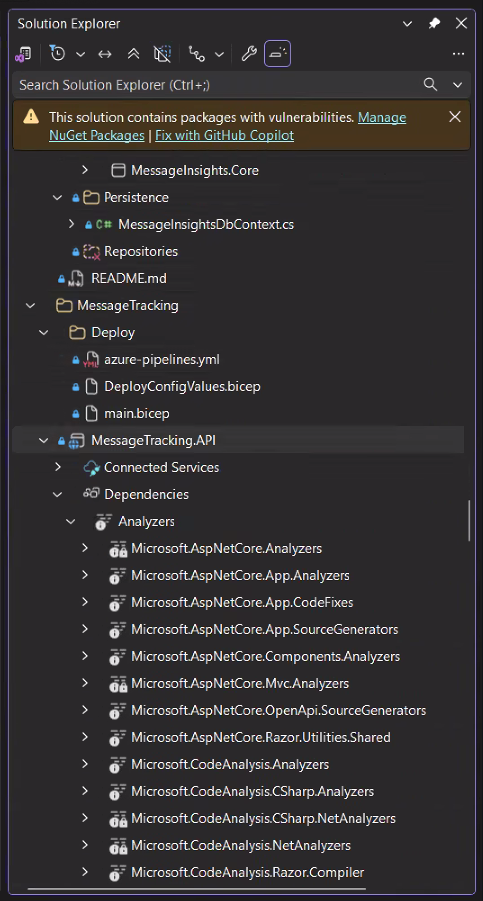 Solution Explorer
Search Solution Explorer (Ctrl+;)
This solution contains packages with vulnerabilities. Manage
NuGet Packages | Fix with GitHub Copilot
MessageInsights.Core
Persistence
C# MessageInsightsDbContext.cs
Repositories
README.md
MessageTracking
Deploy
YML azure-pipelines.yml
DeployConfigValues.bicep
main.bicep
MessageTracking.API
Connected Services
Dependencies
Analyzers
Microsoft.AspNetCore.Analyzers
Microsoft.AspNetCore.App.Analyzers
Microsoft.AspNetCore.App.CodeFixes
Microsoft.AspNetCore.App.SourceGenerators
Microsoft.AspNetCore.Components.Analyzers
Microsoft.AspNetCore.Mvc.Analyzers
Microsoft.AspNetCore.OpenApi.SourceGenerators
Microsoft.AspNetCore.Razor.Utilities.Shared
Microsoft.CodeAnalysis.Analyzers
Microsoft.CodeAnalysis.CSharp.Analyzers
Microsoft.CodeAnalysis.CSharp.NetAnalyzers
Microsoft.CodeAnalysis.NetAnalyzers
Microsoft.CodeAnalysis.Razor.Compiler